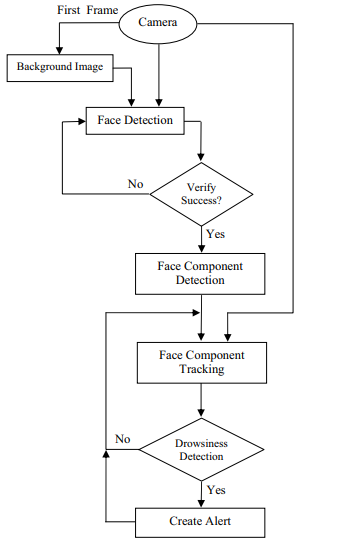 First Frame
Camera
Background Image
Face Detection
No
Verify
Success?
Yes
Face Component
Detection
Face Component
Tracking
No
Drowsiness
Detection
Yes
Create Alert